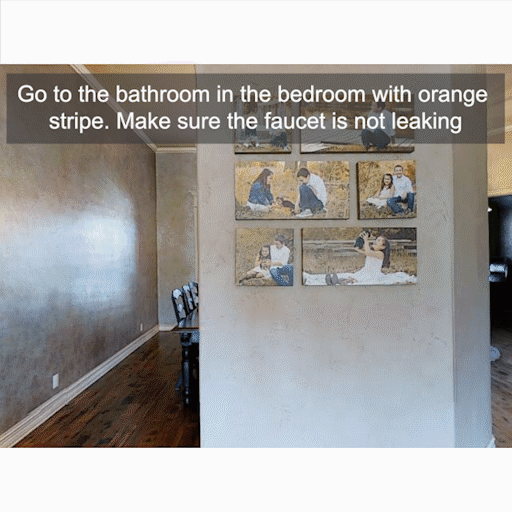 Go to the bathroom in the bedroom with orange
stripe. Make sure the faucet is not leaking